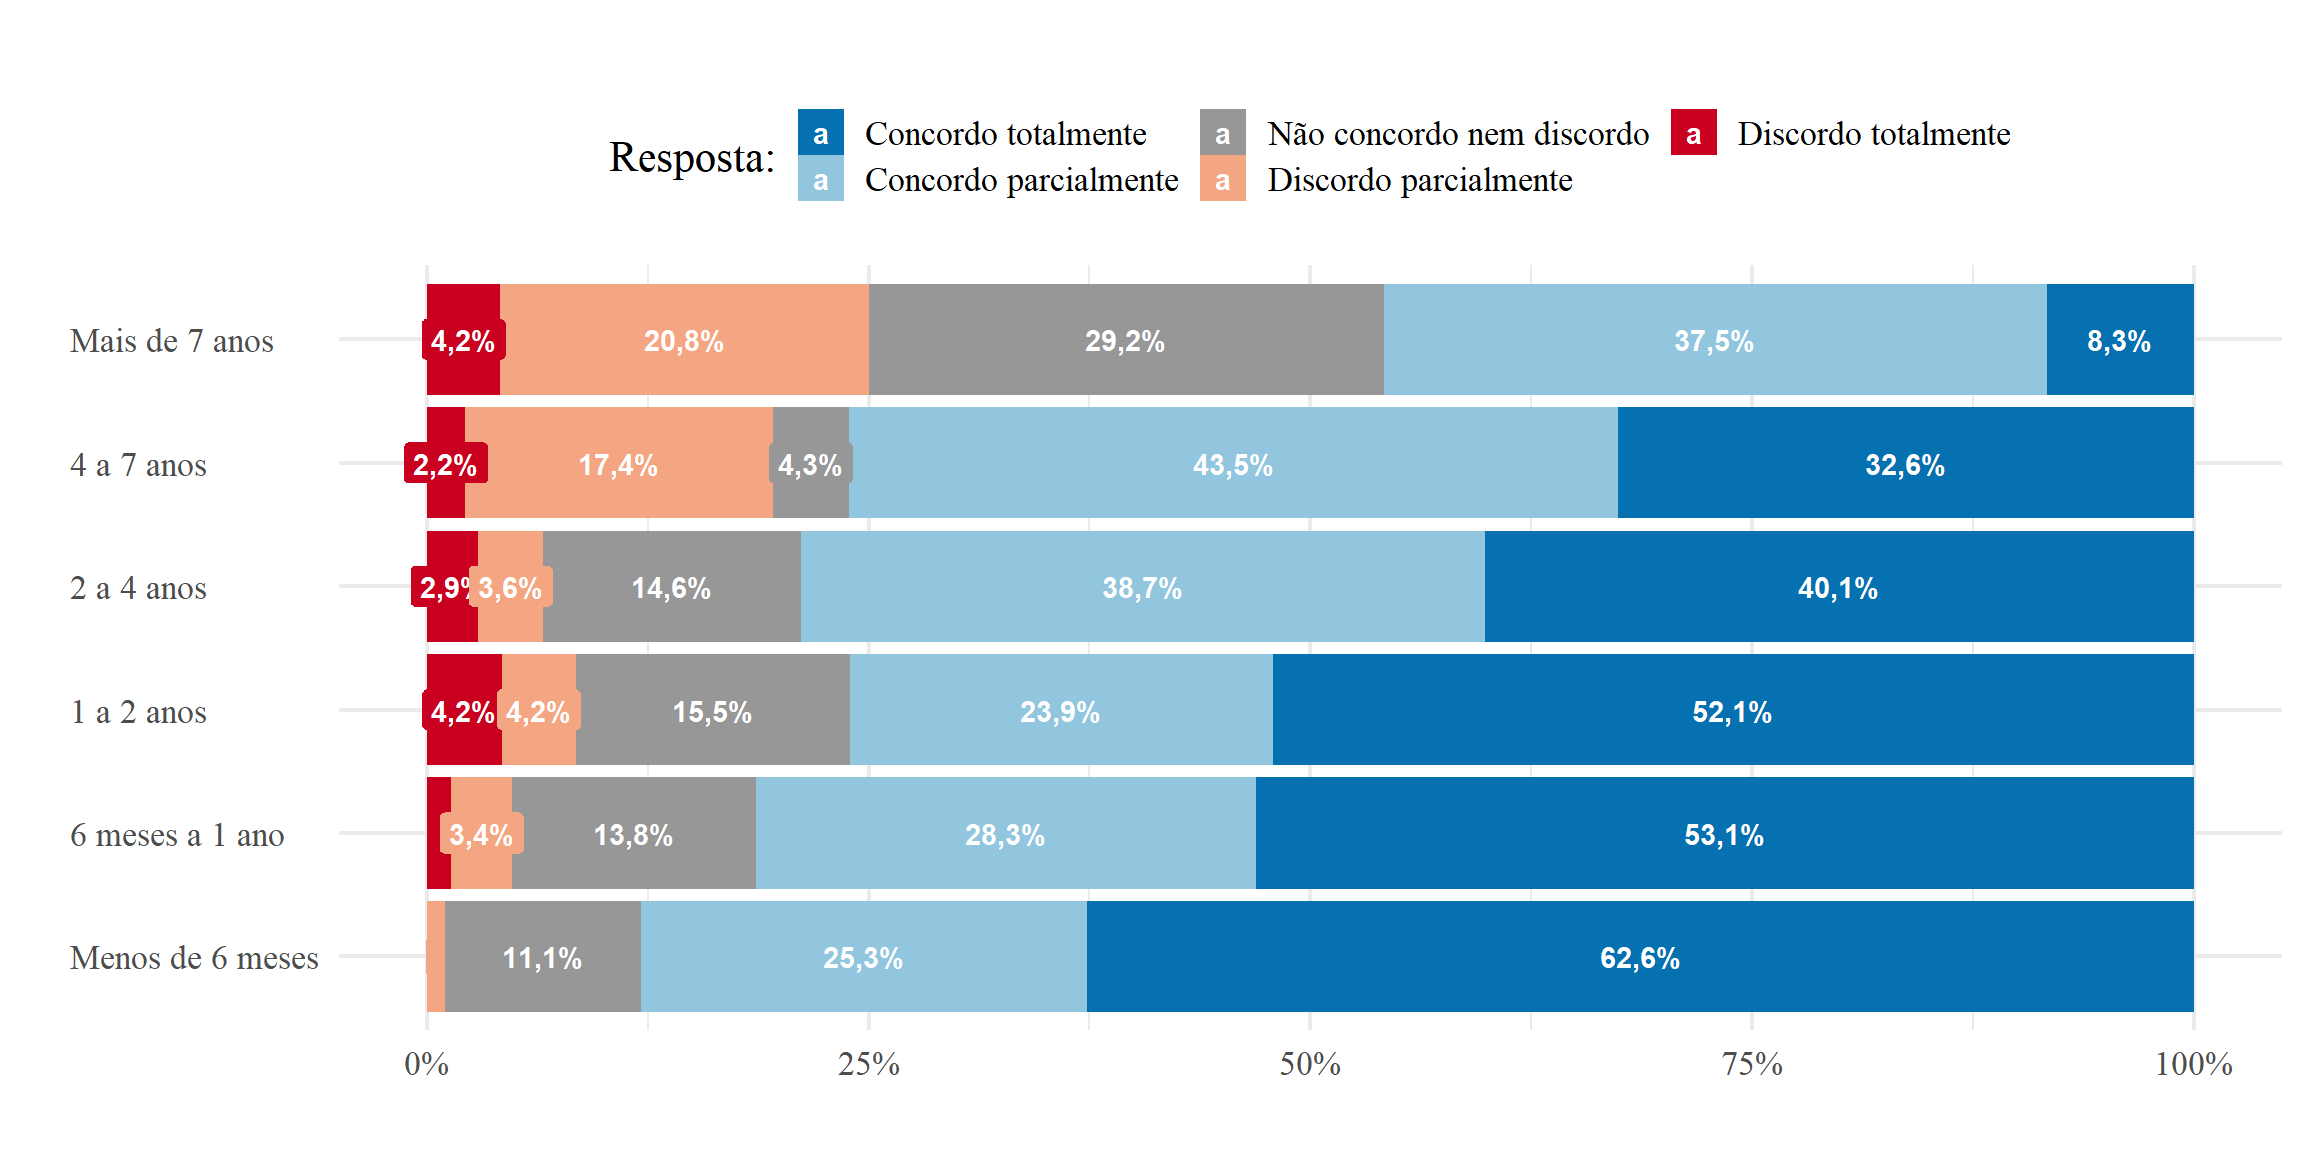 Resposta:
a Concordo totalmente a Não concordo nem discordo a Discordo totalmente
a Concordo parcialmente a Discordo parcialmente
Mais de 7 anos 4,2% 20,8% 29,2% 37,5% 8,3%
4 a 7 anos 2,2% 17,4% 4,3% 43,5% 32,6%
2 a 4 anos 2,9% 3,6% 14,6% 38,7% 40,1%
1 a 2 anos 4,2% 4,2% 15,5% 23,9% 52,1%
6 meses a 1 ano 3,4% 13,8% 28,3% 53,1%
Menos de 6 meses 11,1% 25,3% 62,6%
0% 25% 50% 75% 100%